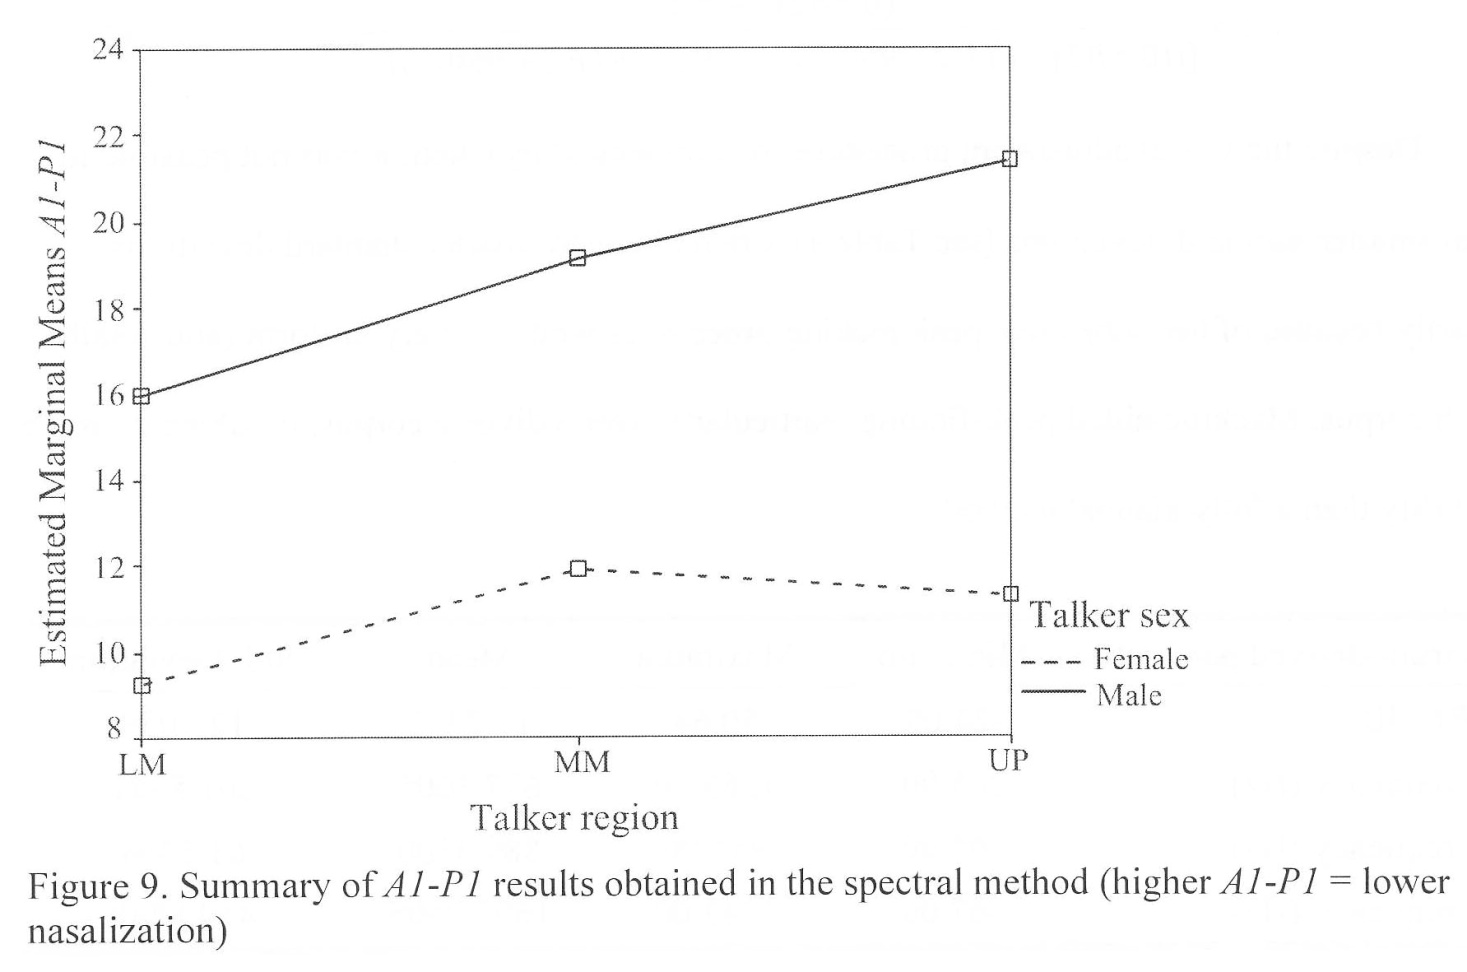 24
22
20
18
16
14
12
10
8
Estimated Marginal Means A1-P1
LM
MM
UP
Talker region
Talker sex
Female
Male
Figure 9. Summary of A1-P1 results obtained in the spectral method (higher A1-P1 = lower
nasalization)